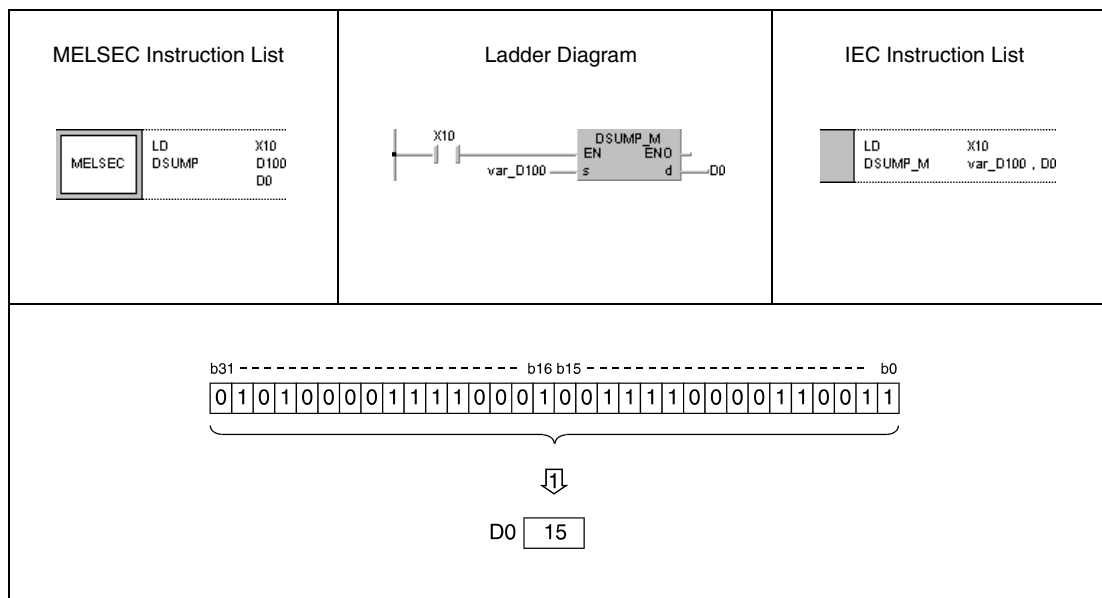 MELSEC Instruction List
Ladder Diagram
IEC Instruction List
MELSEC
LD X10
DSUMP D100
D0
X10
DSUMP_M
EN ENO
var_D100 s d D0
LD X10
DSUMP_M var_D100 , D0
b31 b16 b15 b0
0 1 0 1 0 0 0 0 1 1 1 1 0 0 0 1 0 0 1 1 1 1 0 0 0 0 1 1 0 0 1 1
1
D0 15